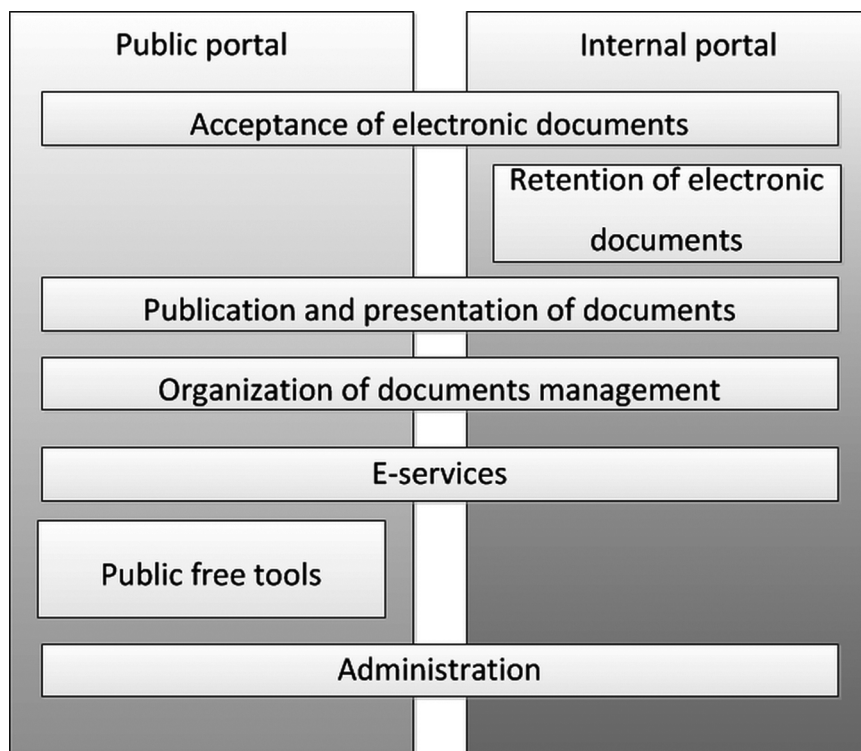 Public portal
Internal portal
Acceptance of electronic documents
Retention of electronic
documents
Publication and presentation of documents
Organization of documents management
E-services
Public free tools
Administration